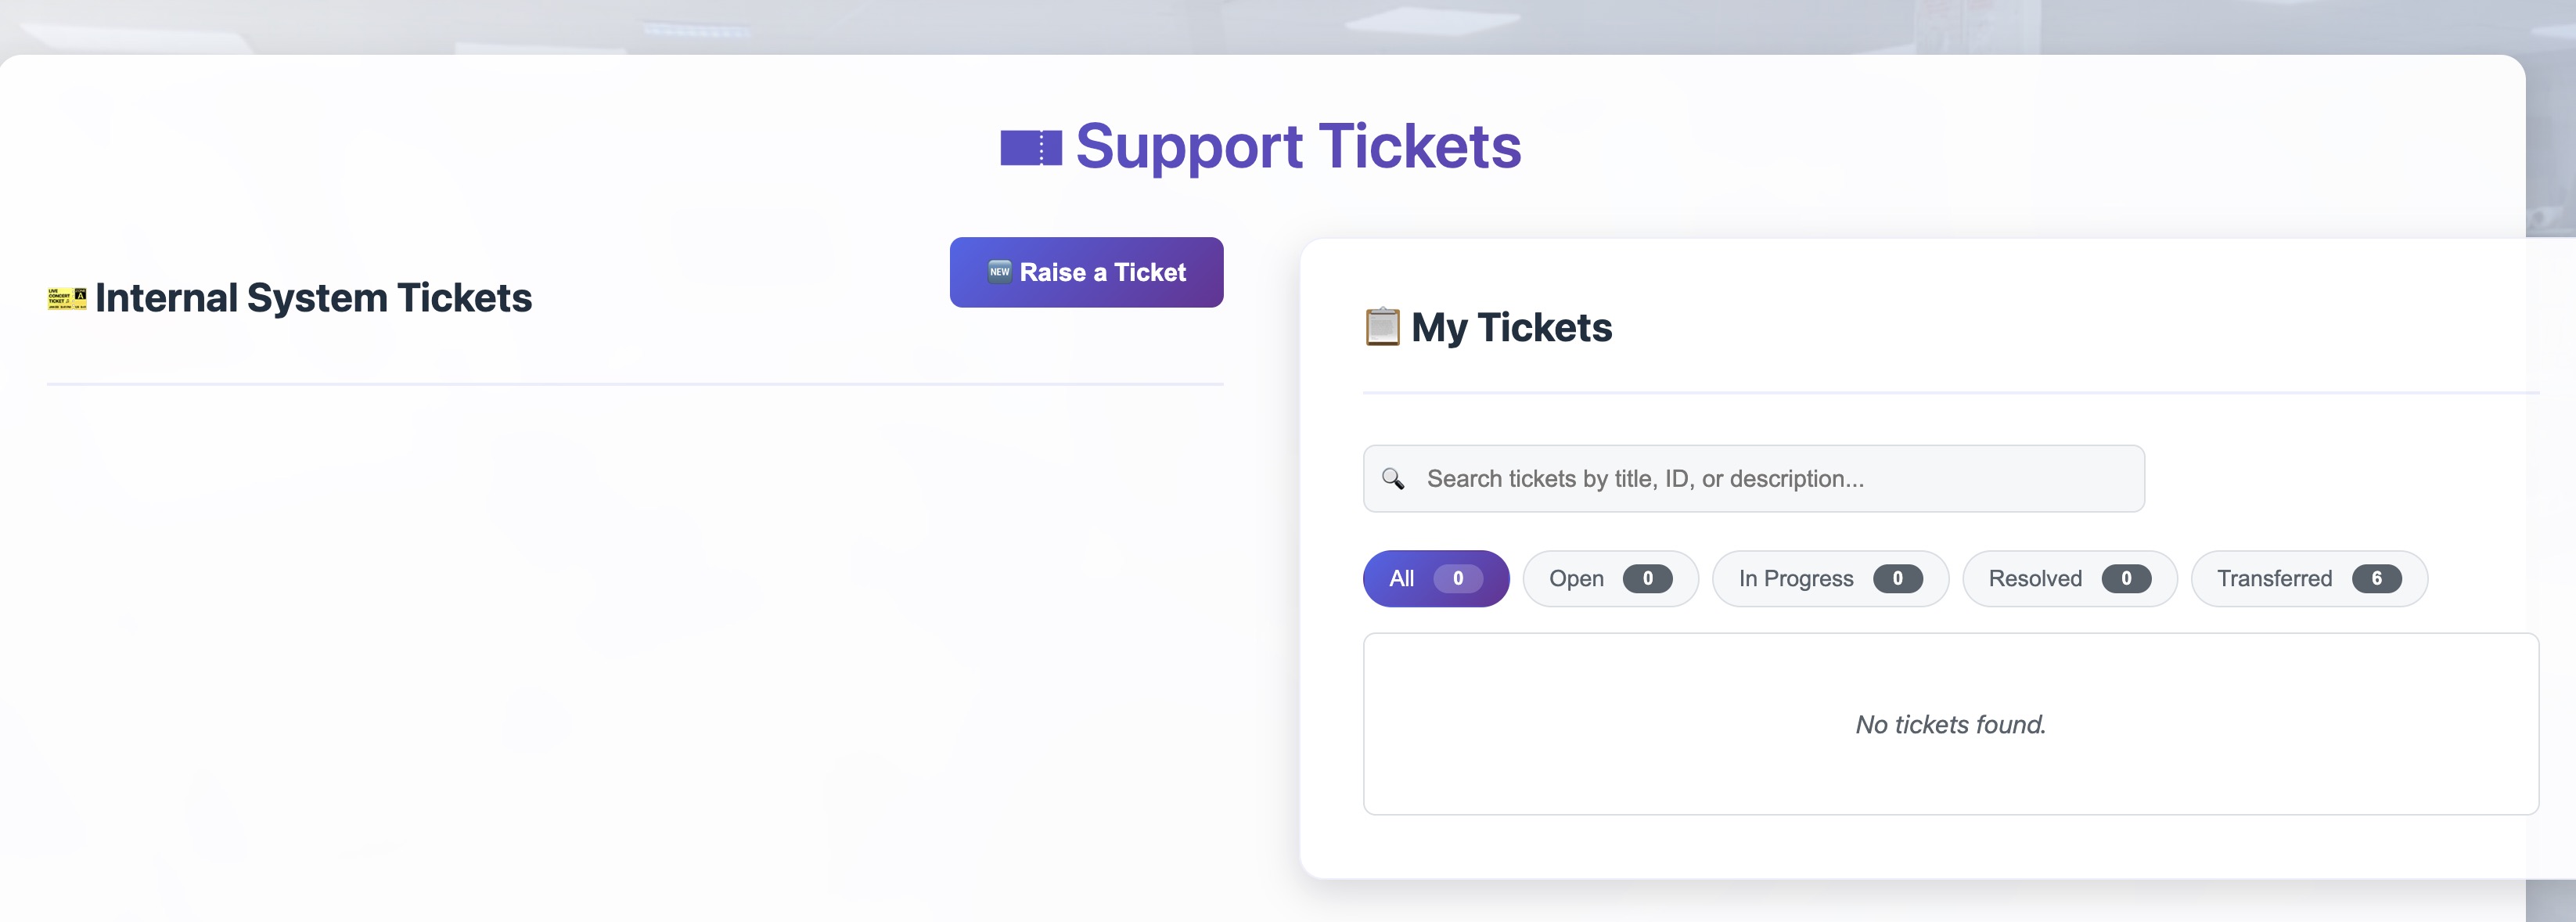 Support Tickets
Internal System Tickets
NEW Raise a Ticket
My Tickets
Search tickets by title, ID, or description...
All 0
Open 0
In Progress 0
Resolved 0
Transferred 6
No tickets found.